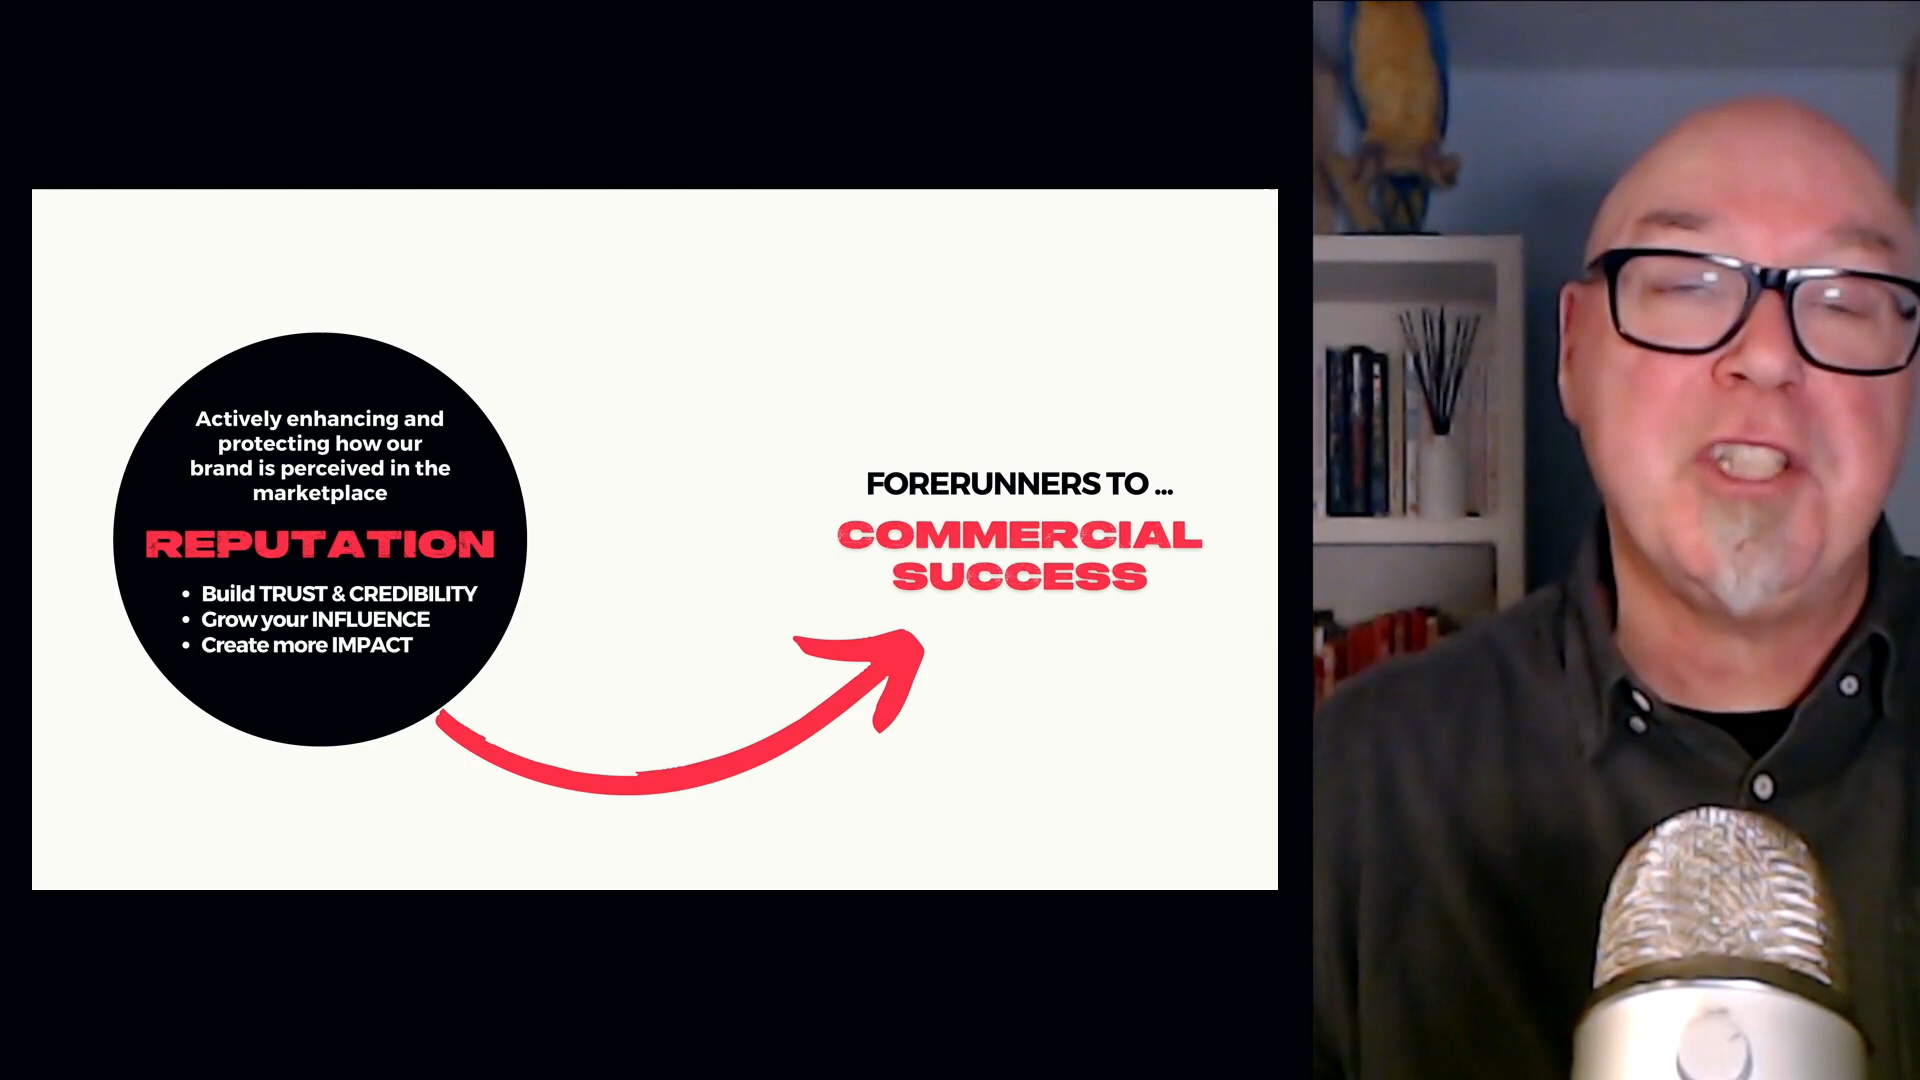 Actively enhancing and
protecting how our
brand is perceived in the
marketplace
REPUTATION
• Build TRUST & CREDIBILITY
• Grow your INFLUENCE
• Create more IMPACT
FORERUNNERS TO ...
COMMERCIAL
SUCCESS